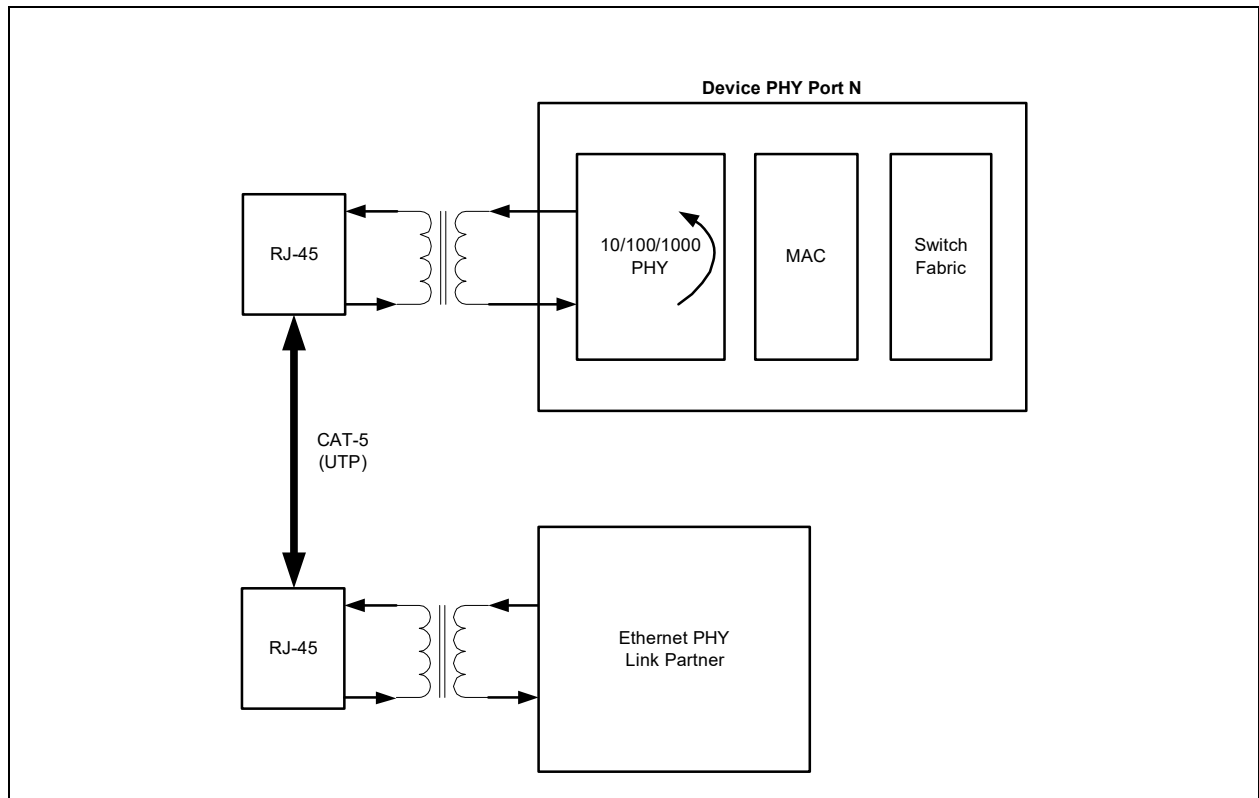 Device PHY Port N
RJ-45
10/100/1000
PHY
MAC
Switch
Fabric
CAT-5
(UTP)
RJ-45
Ethernet PHY
Link Partner